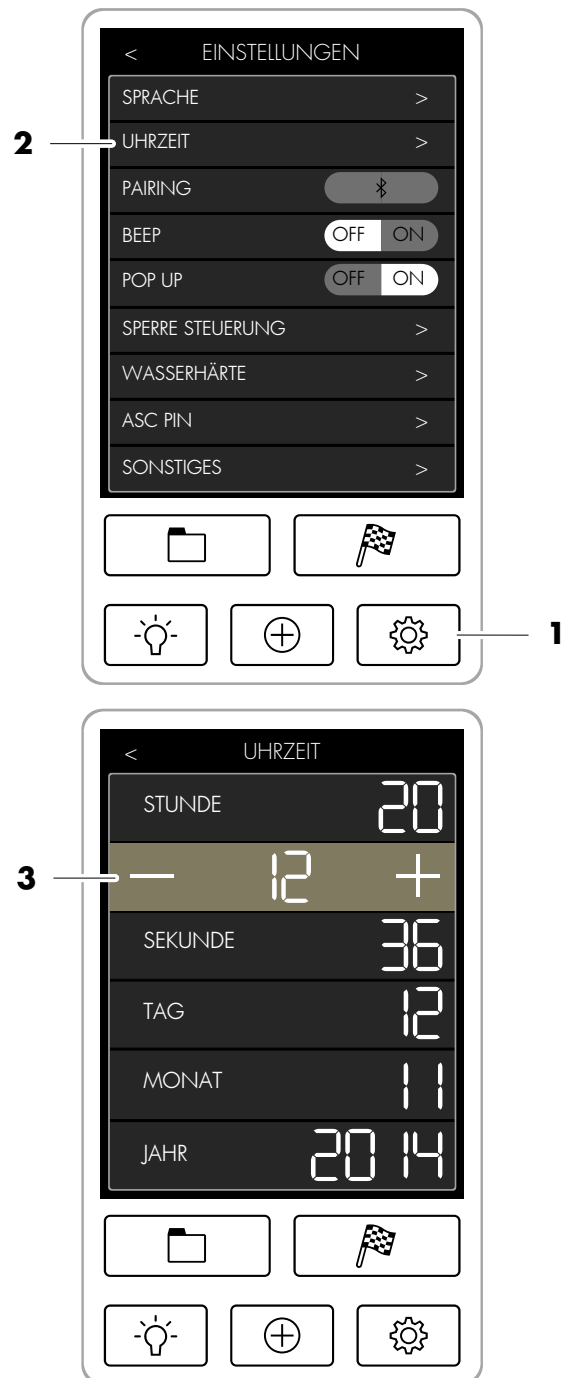 < EINSTELLUNGEN
SPRACHE >
2 UHRZEIT >
PAIRING
BEEP OFF ON
POP UP OFF ON
SPERRE STEUERUNG >
WASSERHÄRTE >
ASC PIN >
SONSTIGES >
1
< UHRZEIT
STUNDE 20
3 — 12 +
SEKUNDE 36
TAG 12
MONAT 11
JAHR 2014